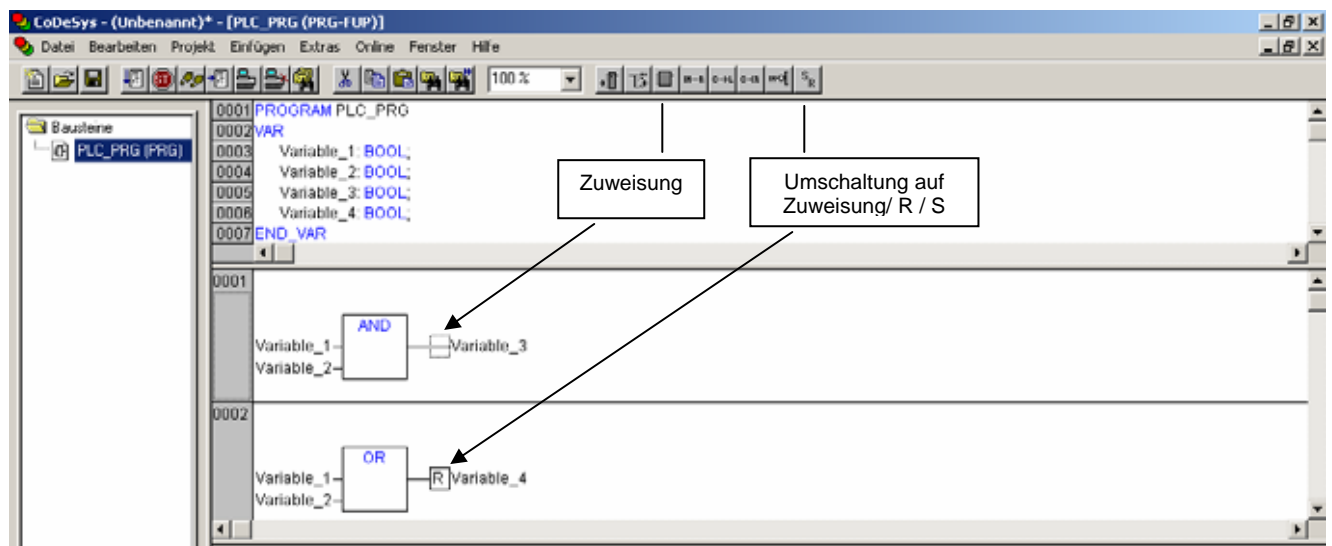 CoDeSys - (Unbenannt)* - [PLC_PRG (PRG-FUP)]
Datei Bearbeiten Projekt Einfügen Extras Online Fenster Hilfe
100 %
Bausteine
PLC_PRG (PRG)
0001 PROGRAM PLC_PRG
0002 VAR
0003 Variable_1: BOOL;
0004 Variable_2: BOOL;
0005 Variable_3: BOOL;
0006 Variable_4: BOOL;
0007 END_VAR
Zuweisung
Umschaltung auf
Zuweisung/ R / S
0001
AND
Variable_1
Variable_3
Variable_2
0002
OR
Variable_1
R Variable_4
Variable_2